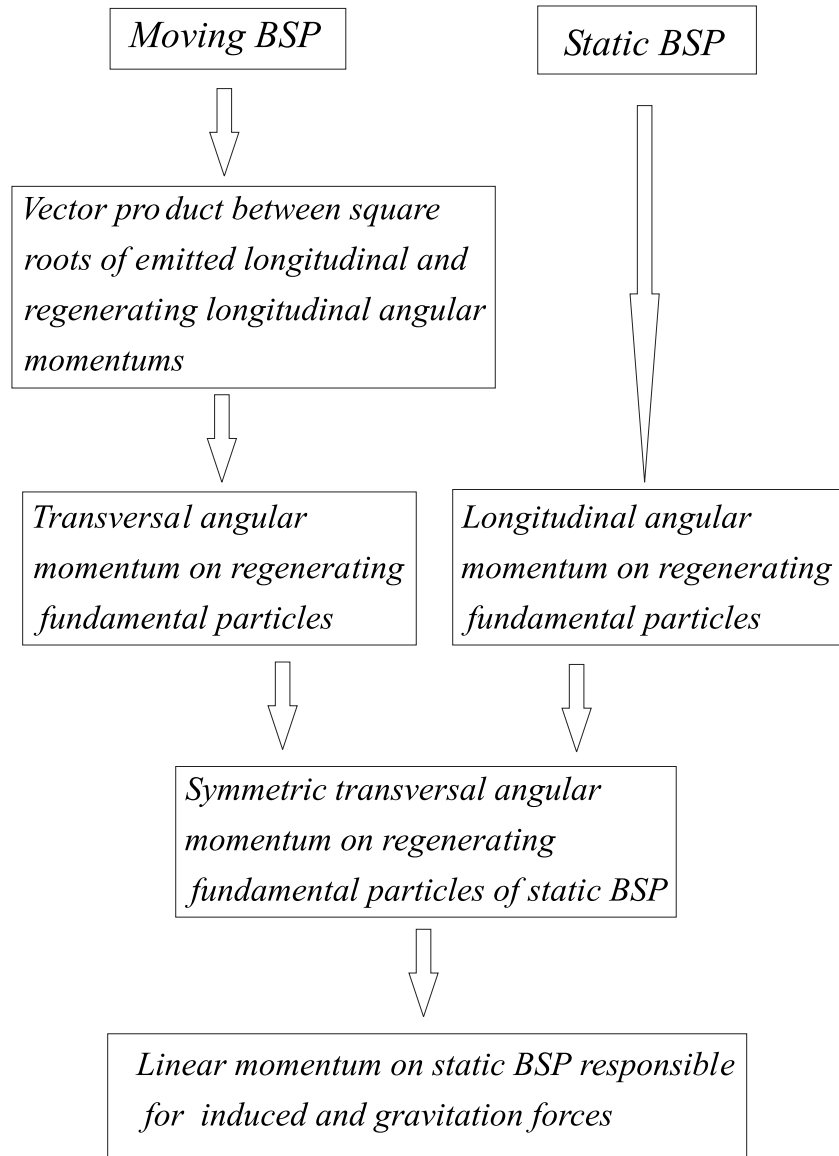 Moving BSP
Static BSP
Vector product between square
roots of emitted longitudinal and
regenerating longitudinal angular
momentums
Transversal angular
momentum on regenerating
fundamental particles
Longitudinal angular
momentum on regenerating
fundamental particles
Symmetric transversal angular
momentum on regenerating
fundamental particles of static BSP
Linear momentum on static BSP responsible
for induced and gravitation forces